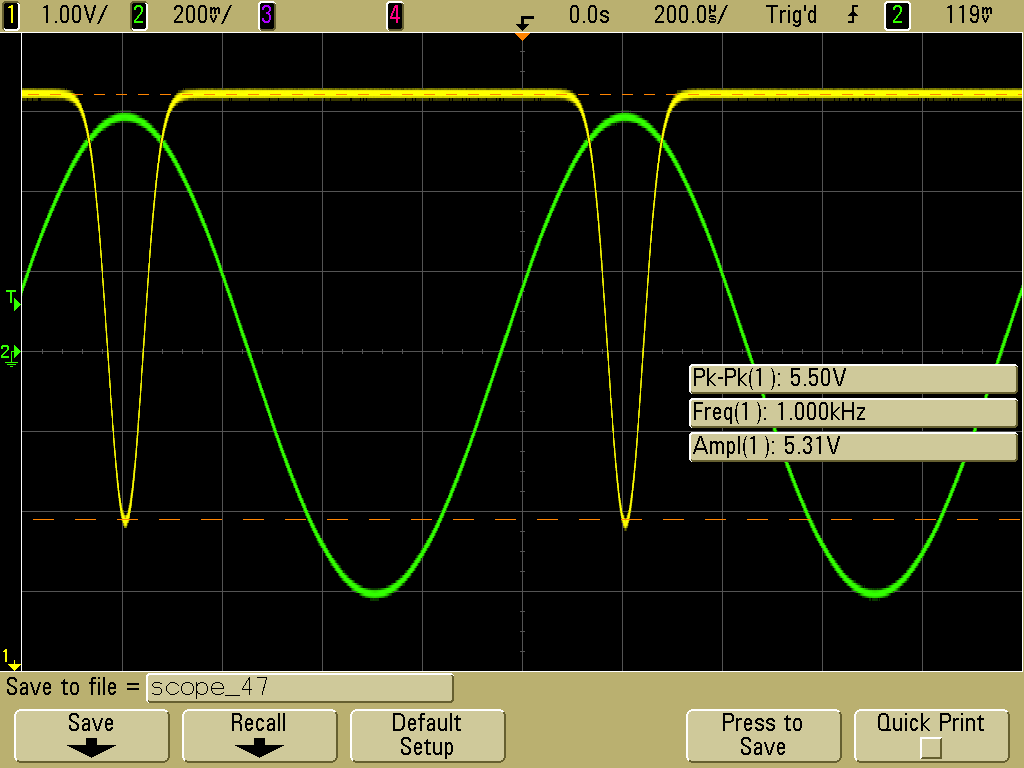 1 1.00V/ 2 200mV/ 3 4 0.0s 200.0µs/ Trig'd 2 119mV
T
2
Pk-Pk(1): 5.50V
Freq(1): 1.000kHz
Ampl(1): 5.31V
1
Save to file = scope_47
Save Recall Default Setup Press to Save Quick Print